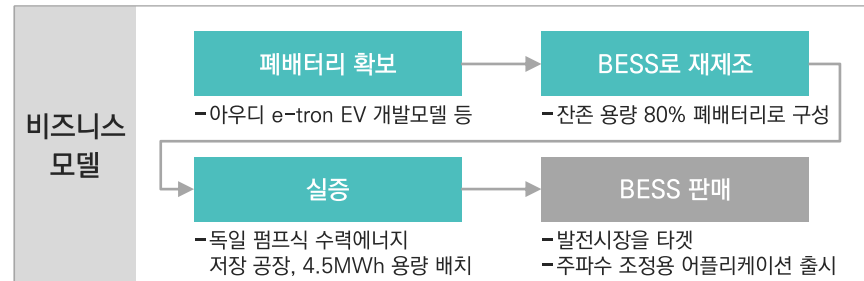 비즈니스
모델
폐배터리 확보
BESS로 재제조
-아우디 e-tron EV 개발모델 등
-잔존 용량 80% 폐배터리로 구성
실증
BESS 판매
-독일 펌프식 수력에너지
저장 공장, 4.5MWh 용량 배치
-발전시장을 타겟
-주파수 조정용 어플리케이션 출시